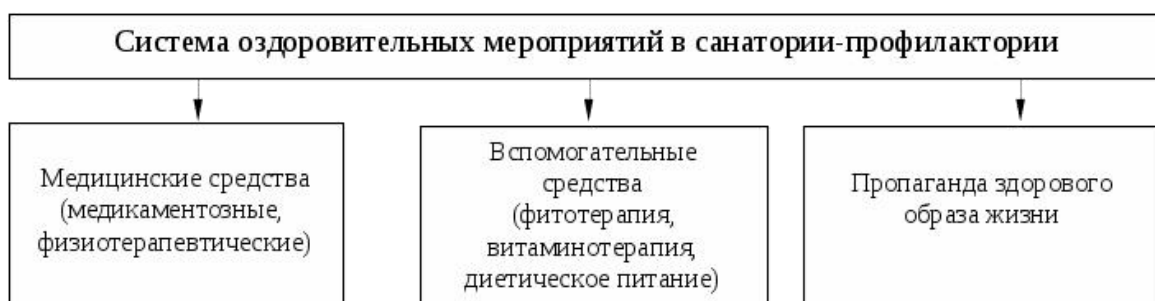 Система оздоровительных мероприятий в санатории-профилактории
Медицинские средства
(медикаментозные,
физиотерапевтические)
Вспомогательные
средства
(фитотерапия,
витаминотерапия,
диетическое питание)
Пропаганда здорового
образа жизни